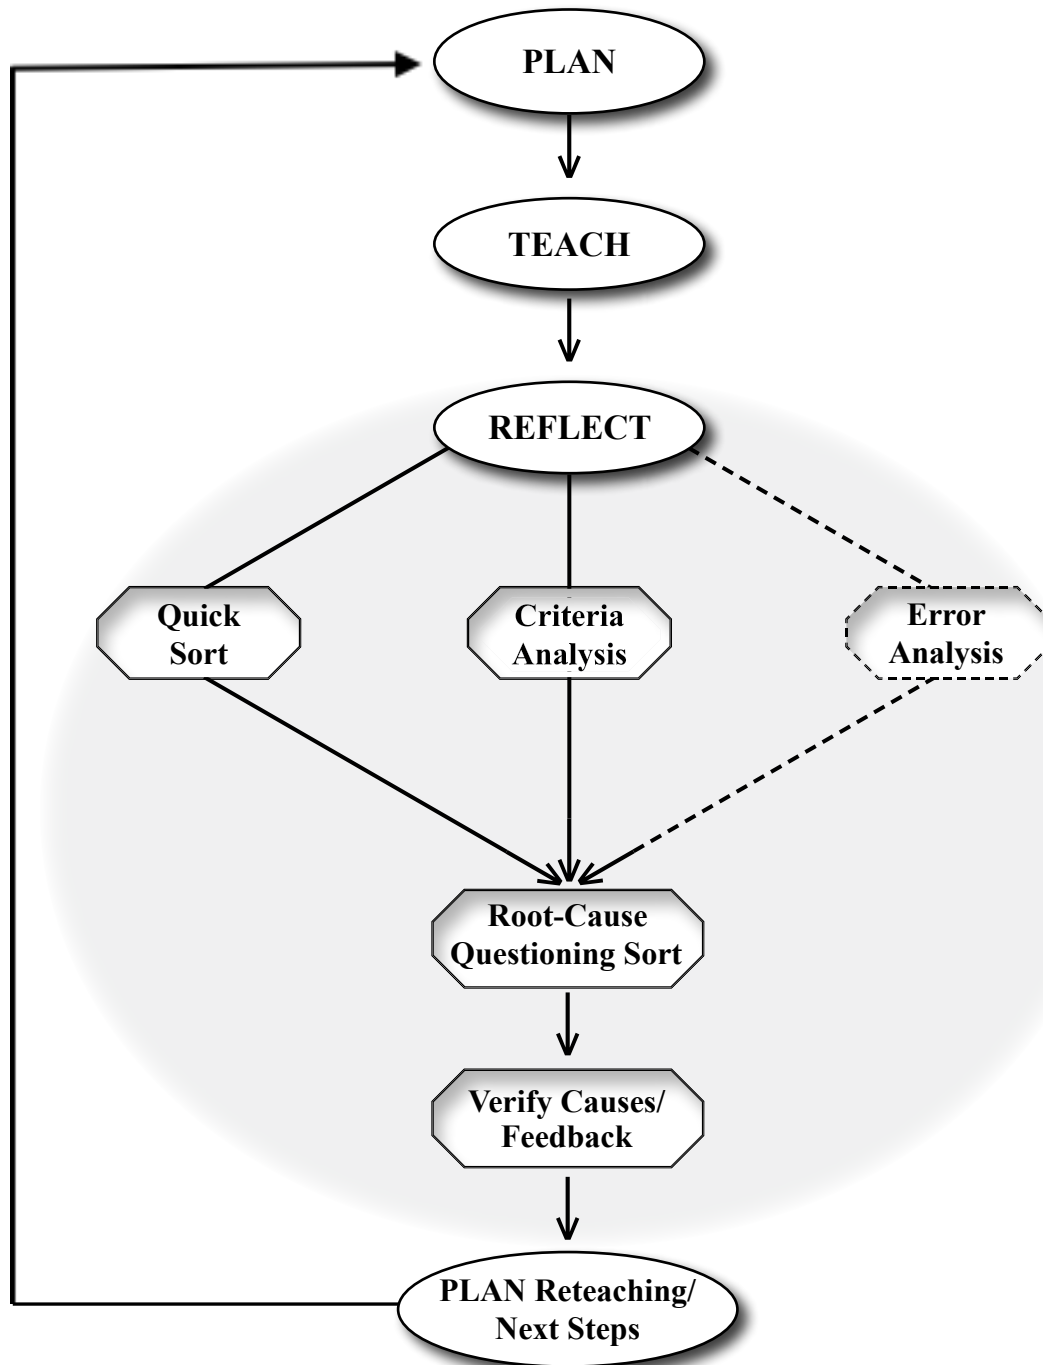 PLAN
TEACH
REFLECT
Quick
Sort
Criteria
Analysis
Error
Analysis
Root-Cause
Questioning Sort
Verify Causes/
Feedback
PLAN Reteaching/
Next Steps